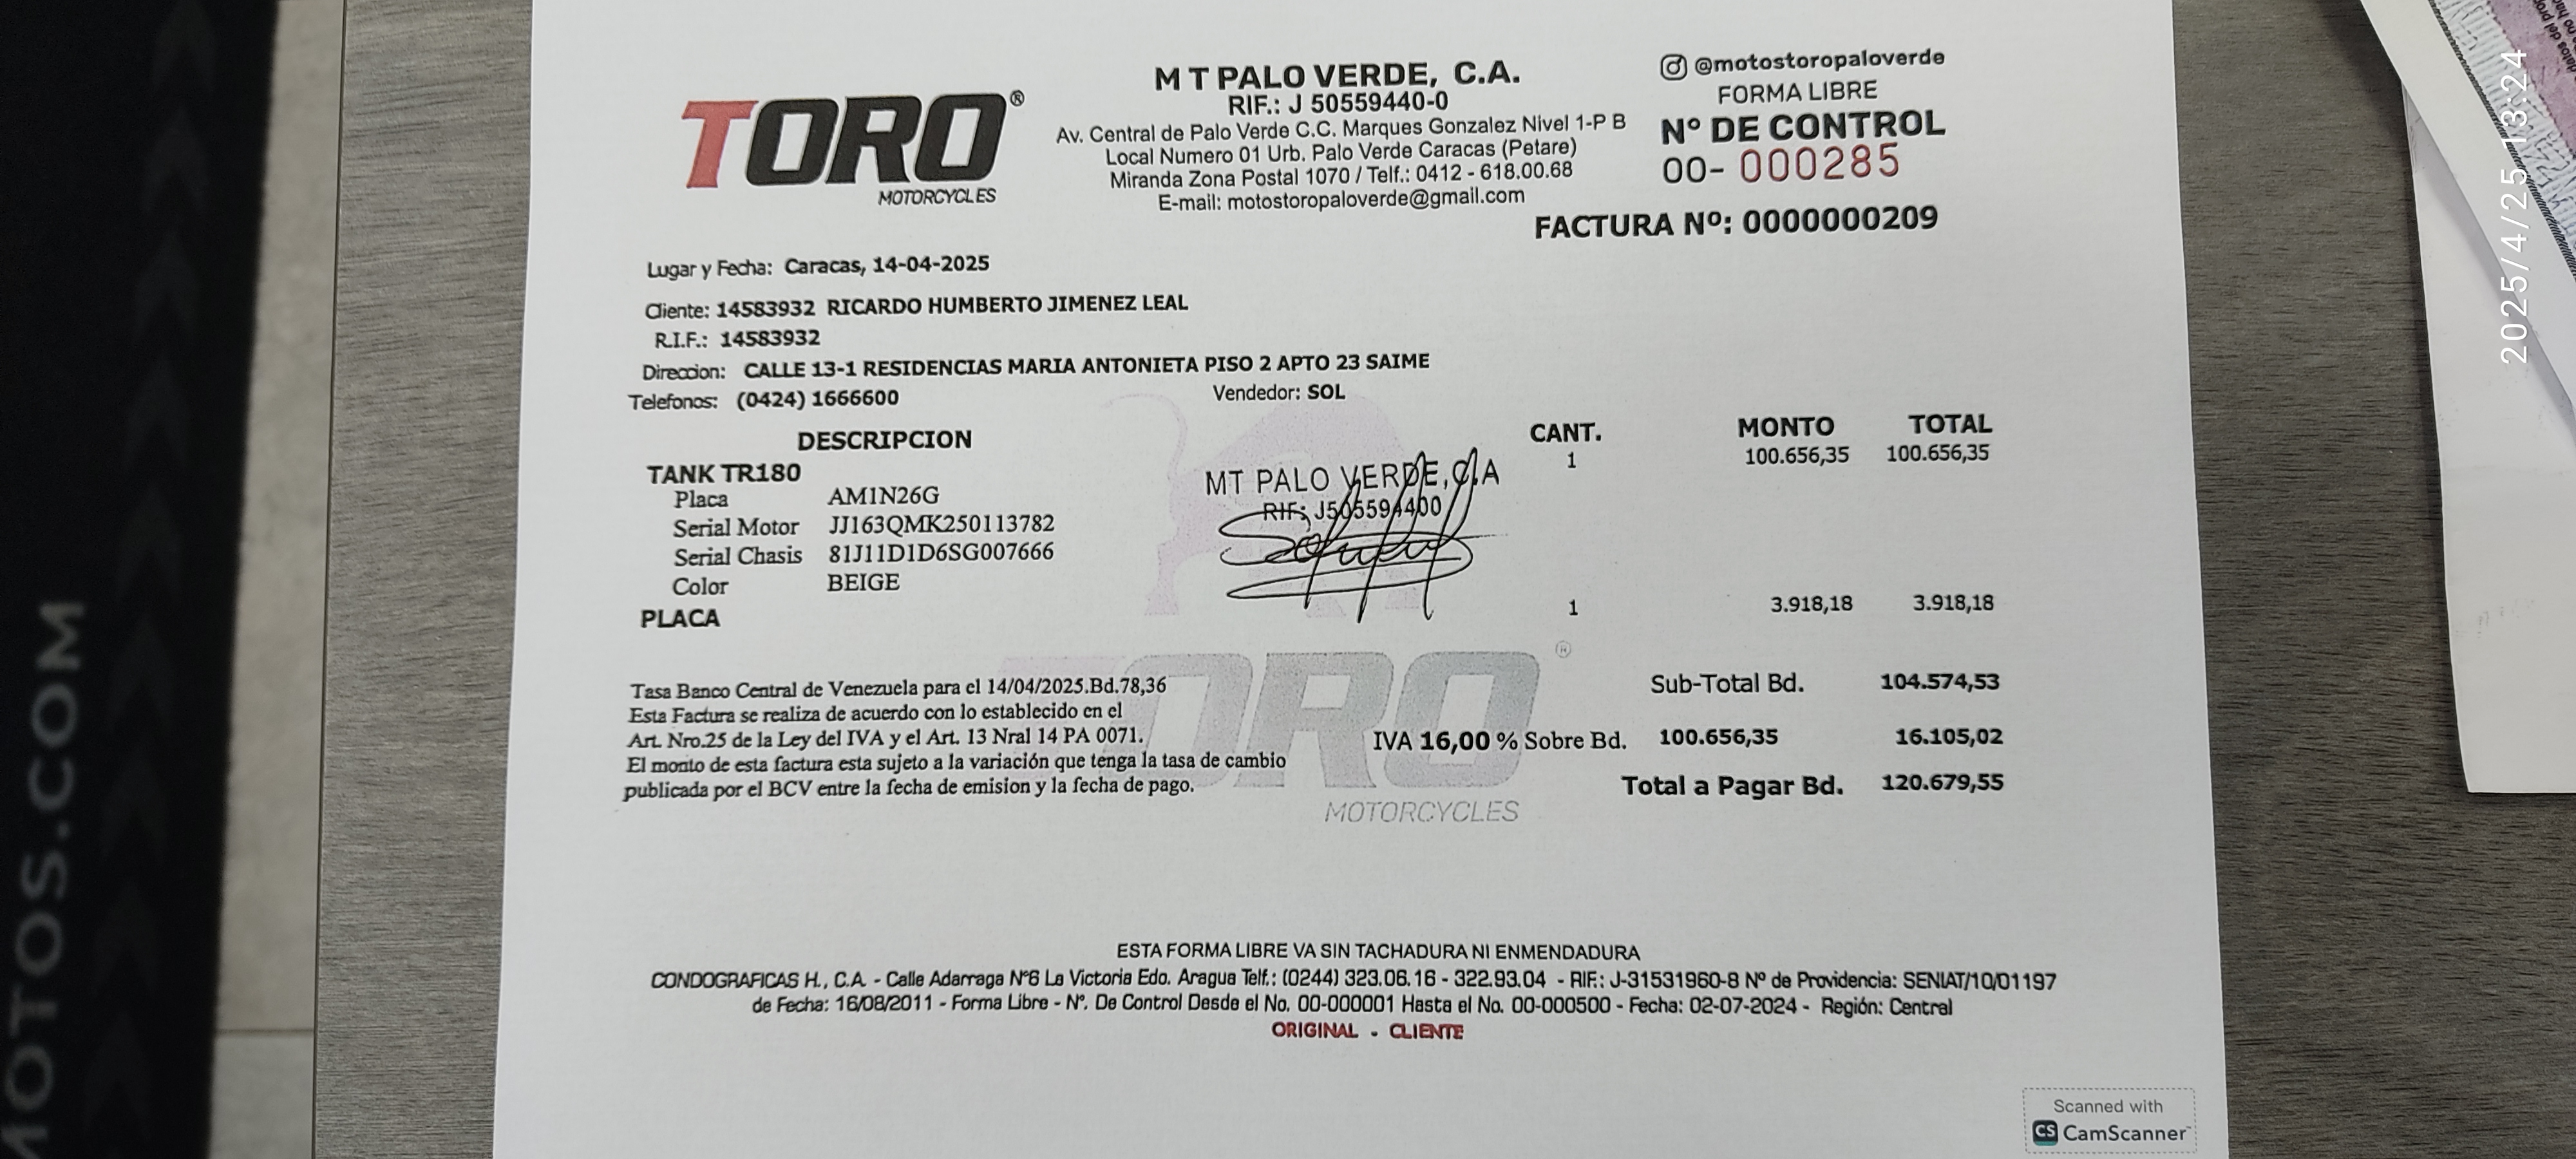 TORO®
MOTORCYCLES
M T PALO VERDE, C.A.
RIF.: J 50559440-0
Av. Central de Palo Verde C.C. Marques Gonzalez Nivel 1-P B
Local Numero 01 Urb. Palo Verde Caracas (Petare)
Miranda Zona Postal 1070 / Telf.: 0412 - 618.00.68
E-mail: motostoropaloverde@gmail.com
@motostoropaloverde
FORMA LIBRE
N° DE CONTROL
00- 000285
FACTURA Nº: 0000000209
Lugar y Fecha: Caracas, 14-04-2025
Cliente: 14583932 RICARDO HUMBERTO JIMENEZ LEAL
R.I.F.: 14583932
Direccion: CALLE 13-1 RESIDENCIAS MARIA ANTONIETA PISO 2 APTO 23 SAIME
Telefonos: (0424) 1666600 Vendedor: SOL
DESCRIPCION CANT. MONTO TOTAL
TANK TR180 1 100.656,35 100.656,35
Placa AM1N26G
Serial Motor JJ163QMK250113782
Serial Chasis 81J11D1D6SG007666
Color BEIGE
PLACA 1 3.918,18 3.918,18
MT PALO VERDE, C.A
RIF: J505594400
Tasa Banco Central de Venezuela para el 14/04/2025.Bd.78,36
Esta Factura se realiza de acuerdo con lo establecido en el
Art. Nro.25 de la Ley del IVA y el Art. 13 Nral 14 PA 0071.
El monto de esta factura esta sujeto a la variación que tenga la tasa de cambio
publicada por el BCV entre la fecha de emision y la fecha de pago.
Sub-Total Bd. 104.574,53
IVA 16,00 % Sobre Bd. 100.656,35 16.105,02
Total a Pagar Bd. 120.679,55
TORO®
MOTORCYCLES
ESTA FORMA LIBRE VA SIN TACHADURA NI ENMENDADURA
CONDOGRAFICAS H., C.A. - Calle Adarraga N°6 La Victoria Edo. Aragua Telf.: (0244) 323.06.16 - 322.93.04 - RIF.: J-31531960-8 Nº de Providencia: SENIAT/10/01197
de Fecha: 16/08/2011 - Forma Libre - N°. De Control Desde el No. 00-000001 Hasta el No. 00-000500 - Fecha: 02-07-2024 - Región: Central
ORIGINAL - CLIENTE
Scanned with
CS CamScanner
2025/4/25 13:24
MOTOS.COM